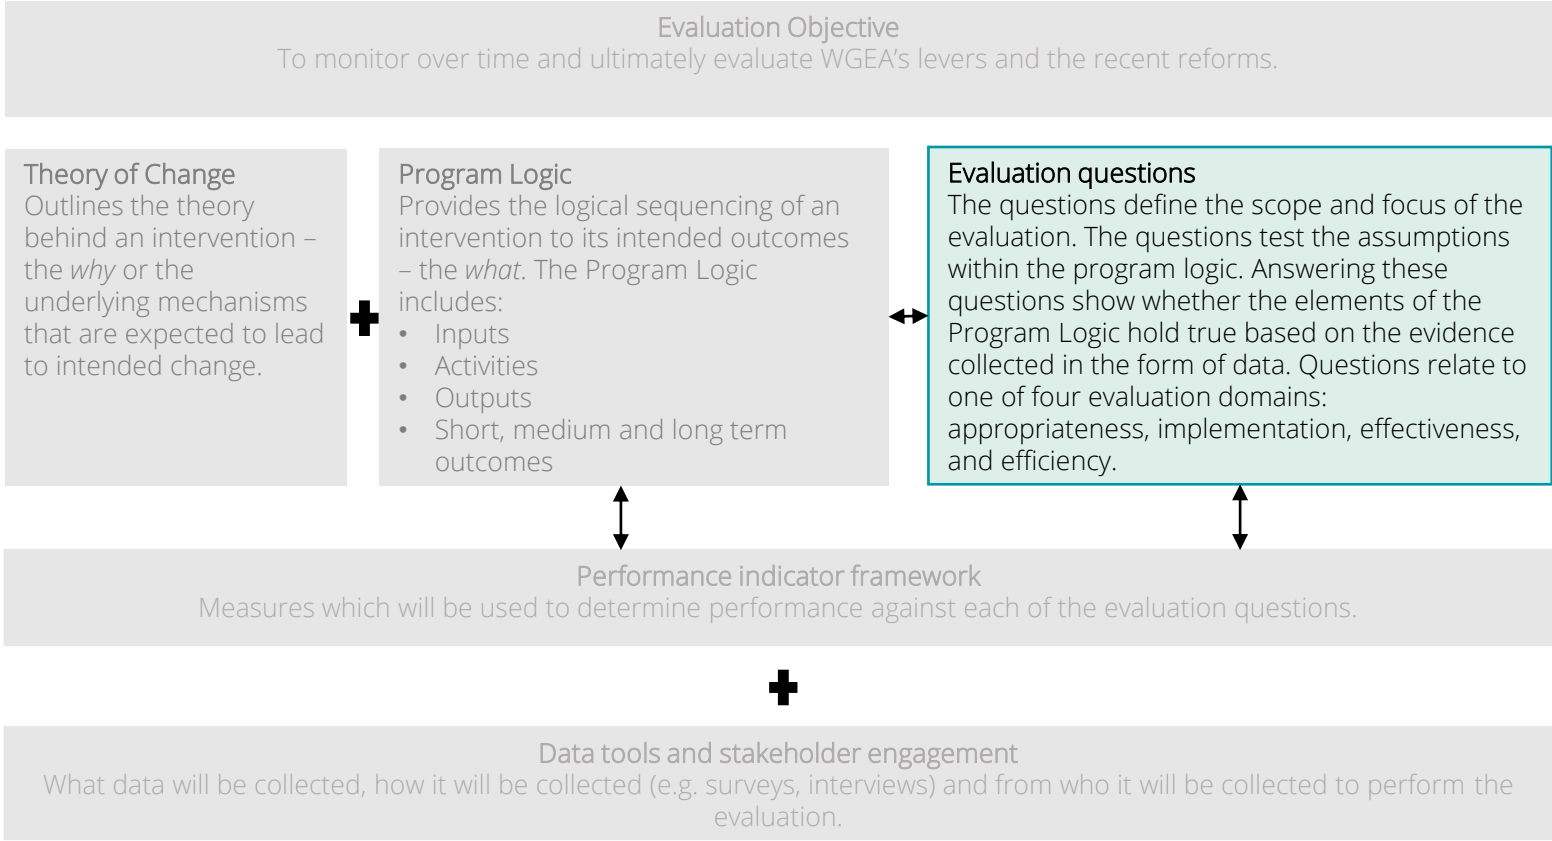 Evaluation Objective
To monitor over time and ultimately evaluate WGEA's levers and the recent reforms.
Theory of Change
Outlines the theory
behind an intervention –
the why or the
underlying mechanisms
that are expected to lead
to intended change.
Program Logic
Provides the logical sequencing of an
intervention to its intended outcomes
– the what. The Program Logic
includes:
• Inputs
• Activities
• Outputs
• Short, medium and long term
outcomes
Evaluation questions
The questions define the scope and focus of the
evaluation. The questions test the assumptions
within the program logic. Answering these
questions show whether the elements of the
Program Logic hold true based on the evidence
collected in the form of data. Questions relate to
one of four evaluation domains:
appropriateness, implementation, effectiveness,
and efficiency.
Performance indicator framework
Measures which will be used to determine performance against each of the evaluation questions.
Data tools and stakeholder engagement
What data will be collected, how it will be collected (e.g. surveys, interviews) and from who it will be collected to perform the
evaluation.